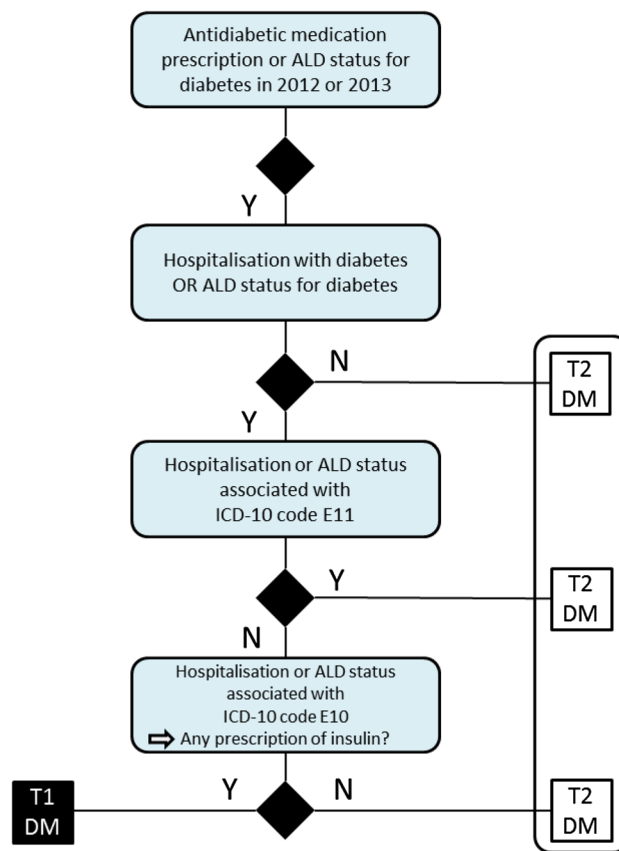 Antidiabetic medication
prescription or ALD status for
diabetes in 2012 or 2013
Y
Hospitalisation with diabetes
OR ALD status for diabetes
N
T2
DM
Y
Hospitalisation or ALD status
associated with
ICD-10 code E11
Y
T2
DM
N
Hospitalisation or ALD status
associated with
ICD-10 code E10
Any prescription of insulin?
T1
DM
Y
N
T2
DM